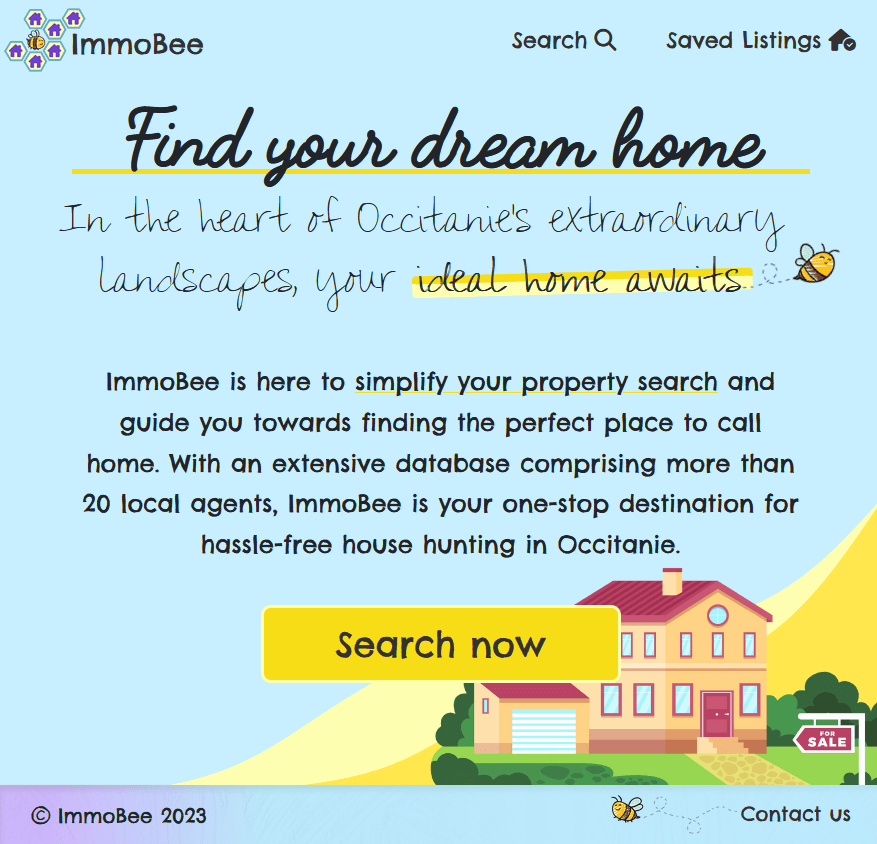 ImmoBee
Search
Saved Listings
Find your dream home
In the heart of Occitanie's extraordinary
landscapes, your ideal home awaits
ImmoBee is here to simplify your property search and
guide you towards finding the perfect place to call
home. With an extensive database comprising more than
20 local agents, ImmoBee is your one-stop destination for
hassle-free house hunting in Occitanie.
Search now
FOR
SALE
© ImmoBee 2023
Contact us